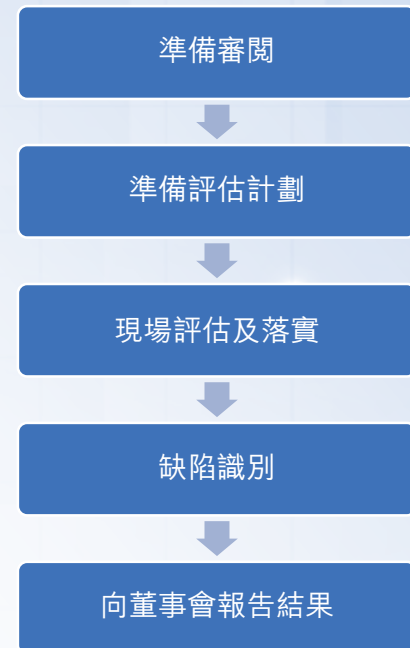 準備審閱
準備評估計劃
現場評估及落實
缺陷識別
向董事會報告結果